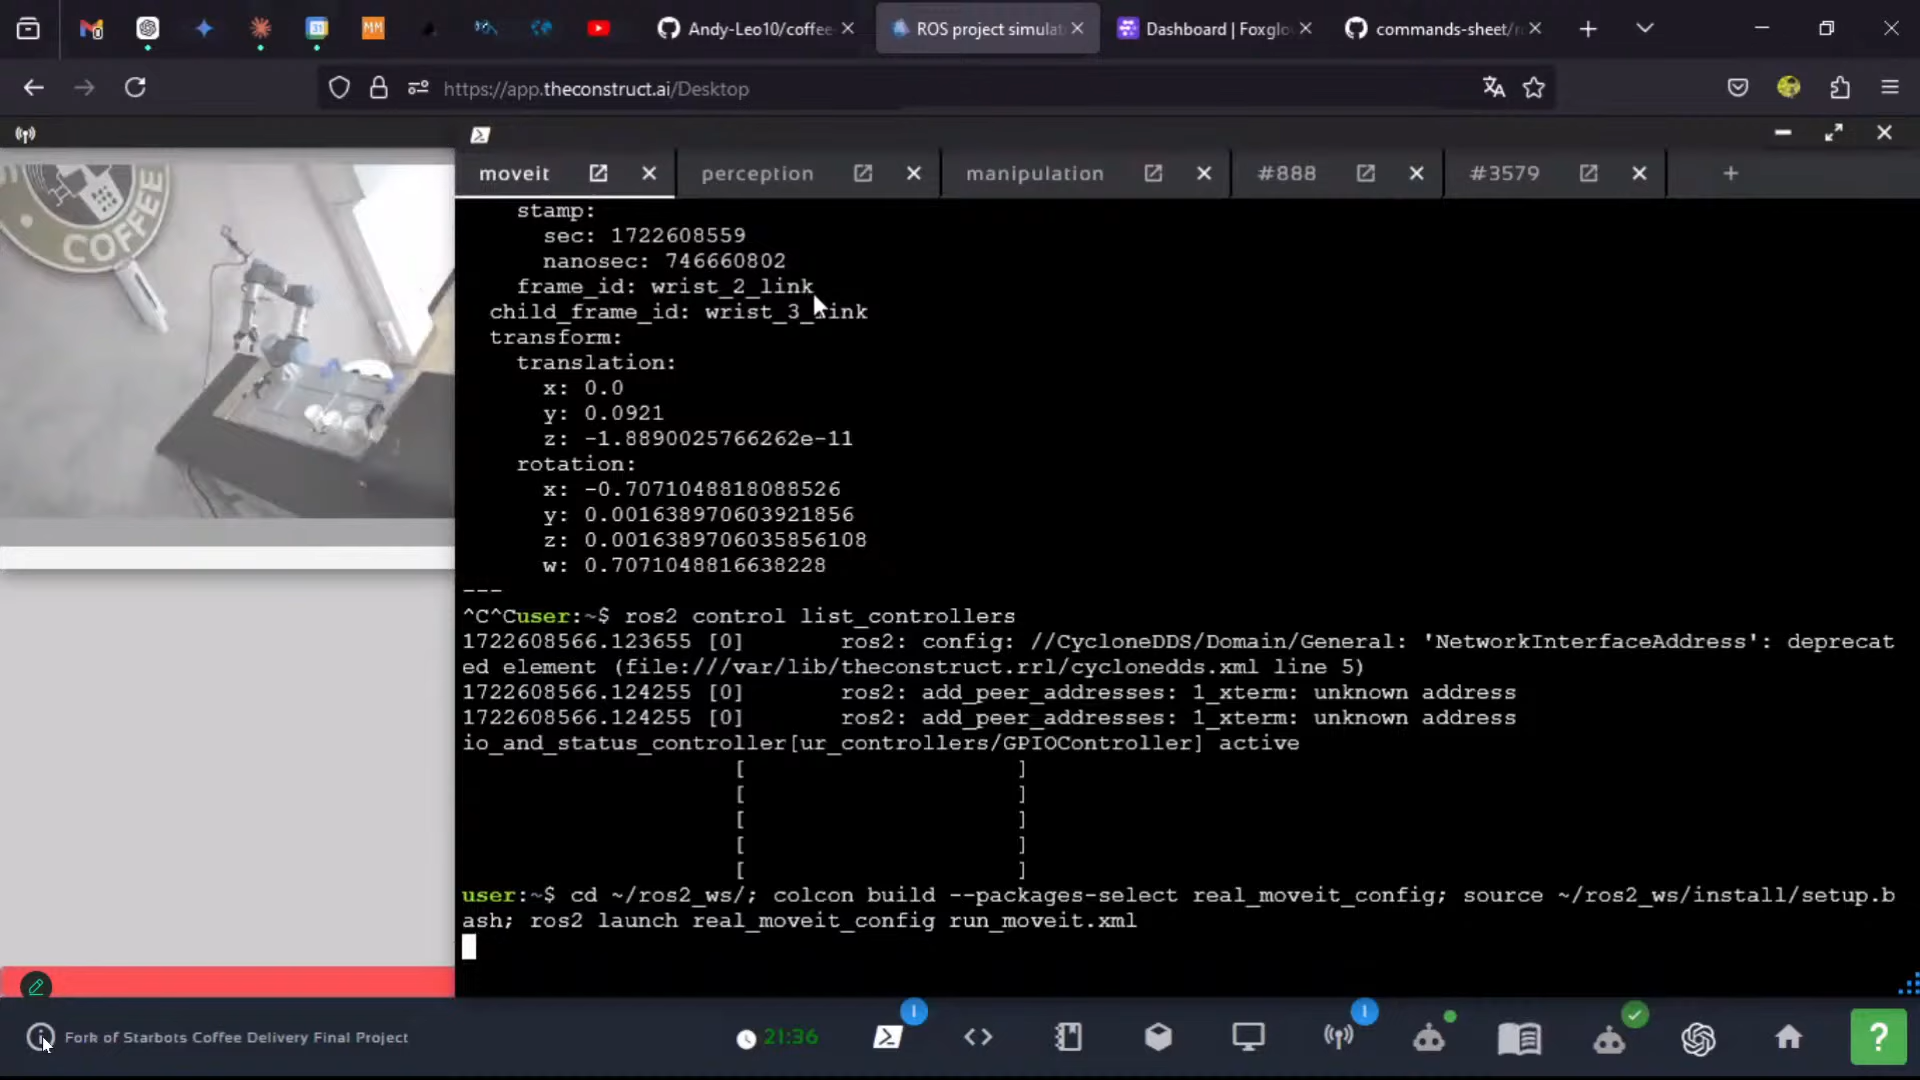 Andy-Leo10/coffee-
ROS project simulat
Dashboard | Foxglo
commands-sheet/r
https://app.theconstruct.ai/Desktop
COFFEE
moveit
perception
manipulation
#888
#3579
stamp:
sec: 1722608559
nanosec: 746660802
frame_id: wrist_2_link
child_frame_id: wrist_3_link
transform:
translation:
x: 0.0
y: 0.0921
z: -1.8890025766262e-11
rotation:
x: -0.7071048818088526
y: 0.001638970603921856
z: 0.0016389706035856108
w: 0.7071048816638228
---
^C^Cuser:~$ ros2 control list_controllers
1722608566.123655 [0]       ros2: config: //CycloneDDS/Domain/General: 'NetworkInterfaceAddress': deprecat
ed element (file:///var/lib/theconstruct.rrl/cyclonedds.xml line 5)
1722608566.124255 [0]       ros2: add_peer_addresses: 1_xterm: unknown address
1722608566.124255 [0]       ros2: add_peer_addresses: 1_xterm: unknown address
io_and_status_controller[ur_controllers/GPIOController] active
[                    ]
[                    ]
[                    ]
[                    ]
[                    ]
user:~$ cd ~/ros2_ws/; colcon build --packages-select real_moveit_config; source ~/ros2_ws/install/setup.b
ash; ros2 launch real_moveit_config run_moveit.xml
Fork of Starbots Coffee Delivery Final Project
21:36